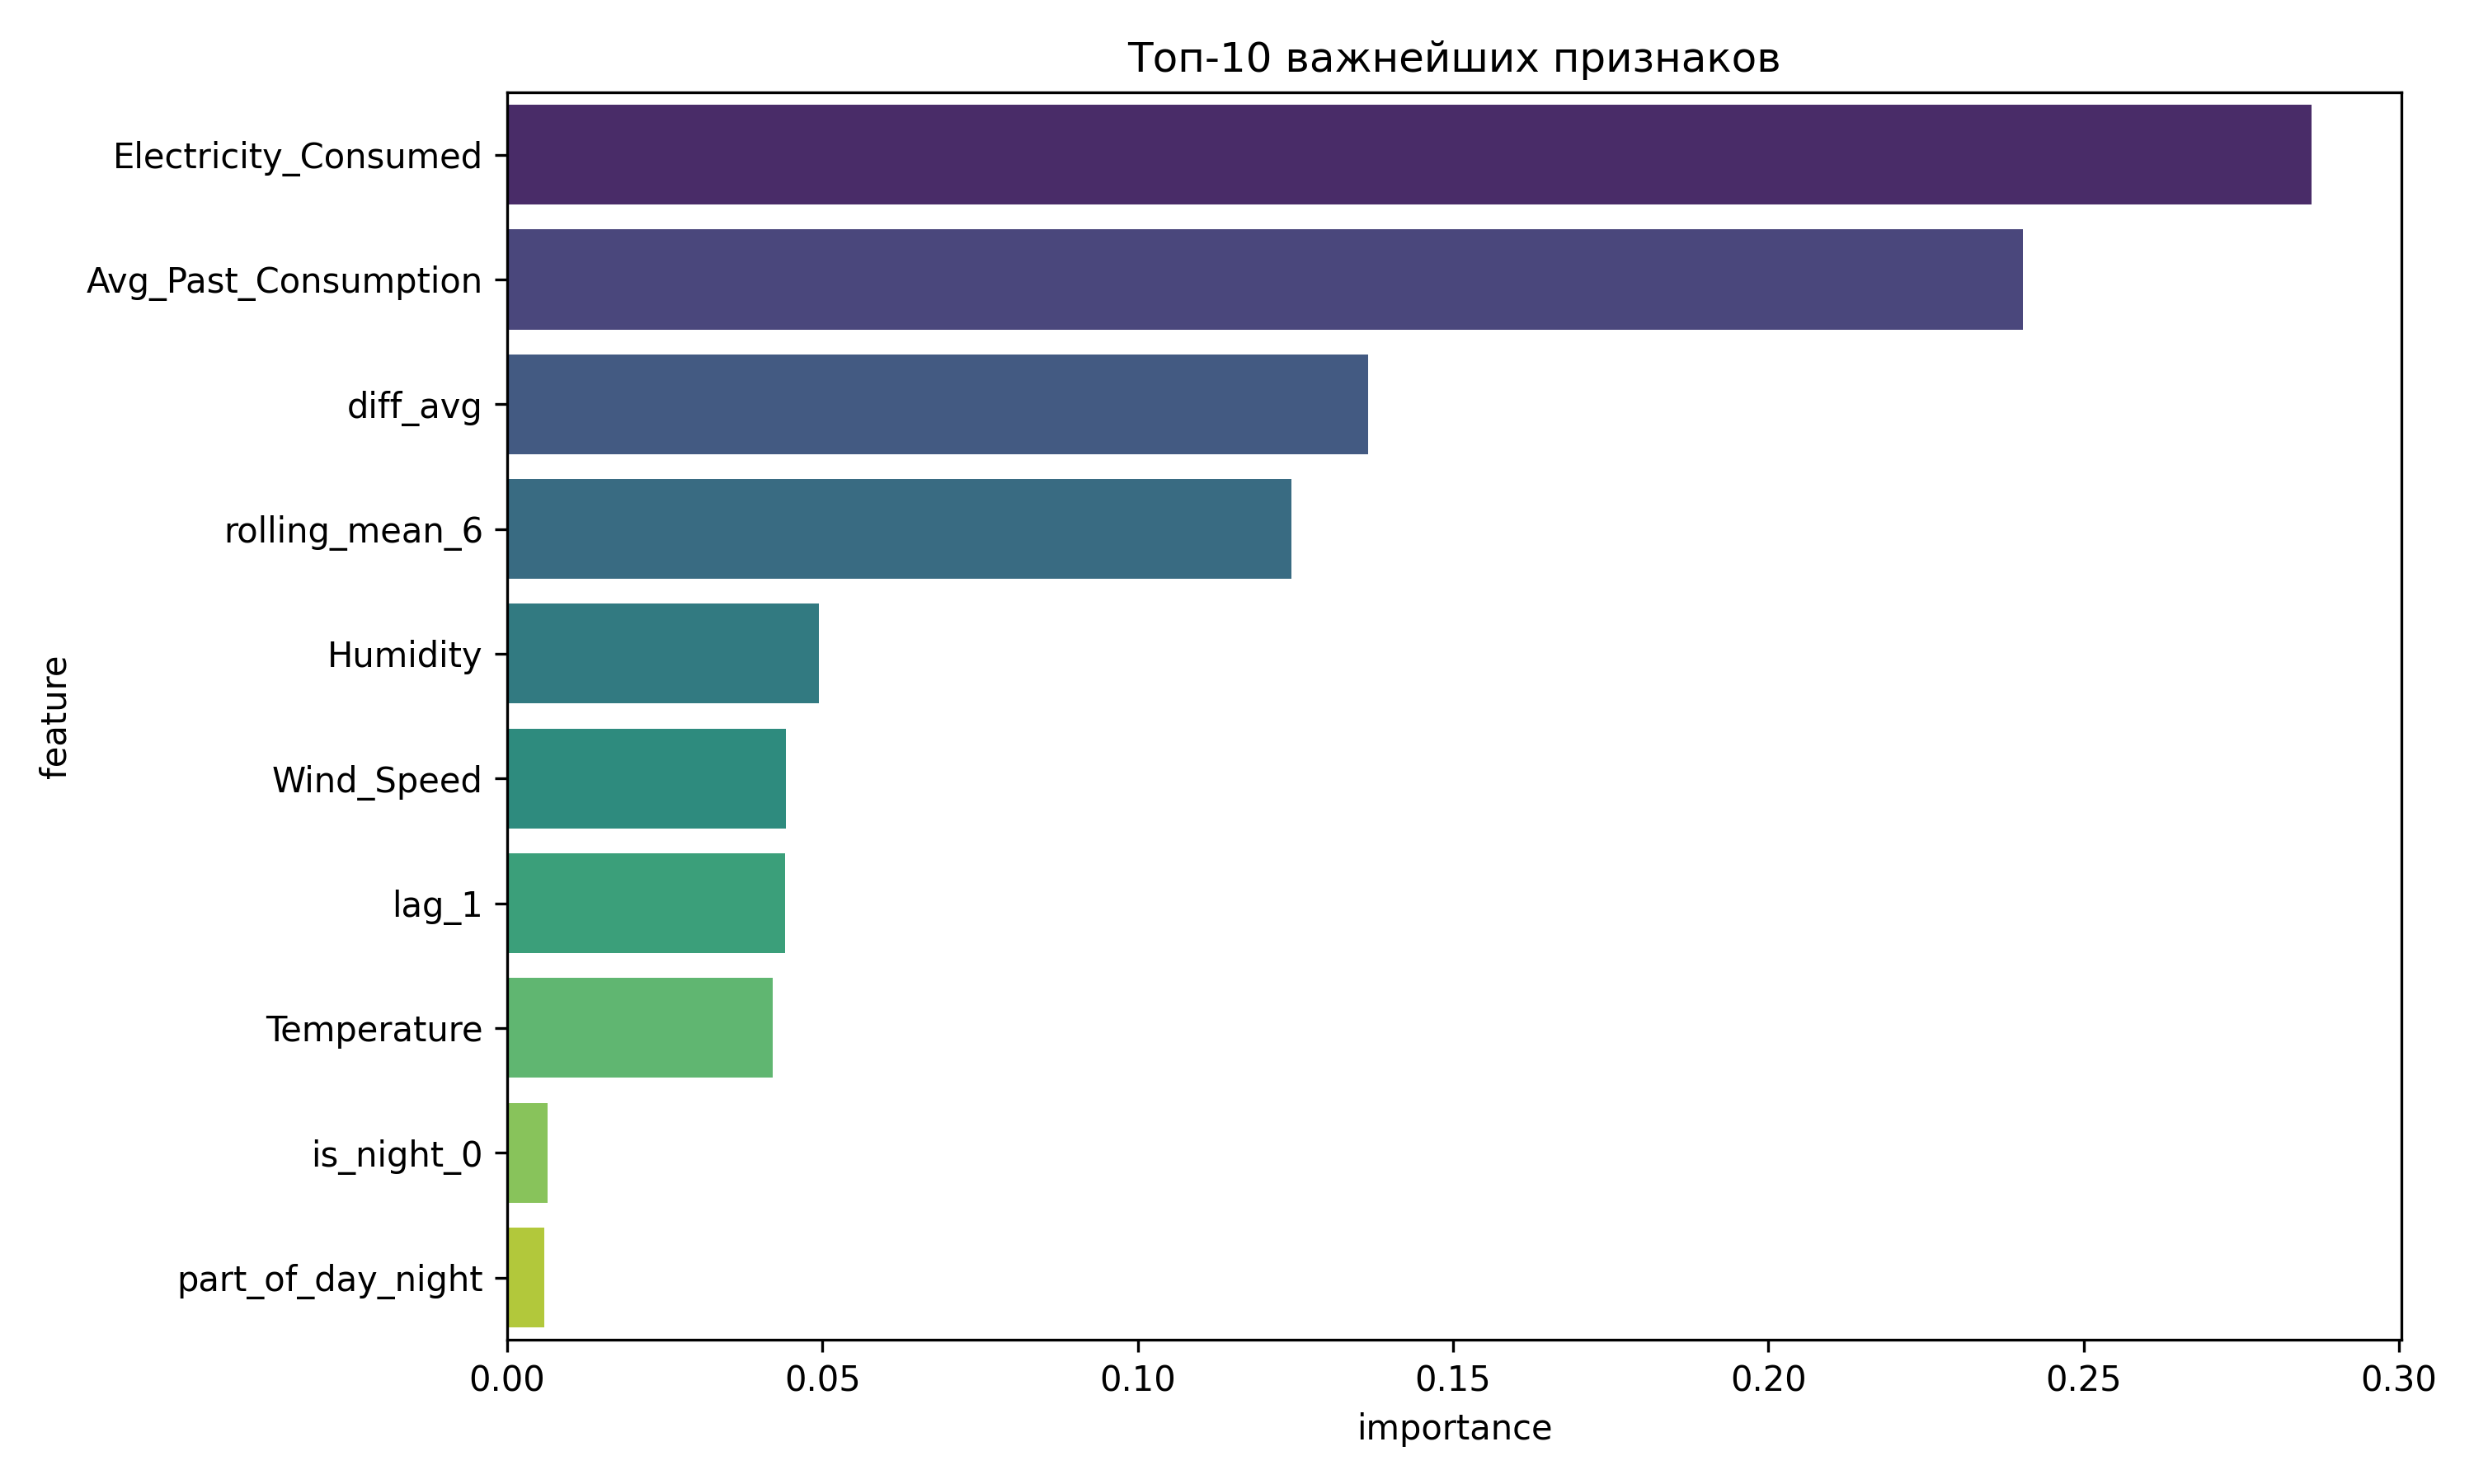 Топ-10 важнейших признаков
Electricity_Consumed
Avg_Past_Consumption
diff_avg
rolling_mean_6
Humidity
Wind_Speed
lag_1
Temperature
is_night_0
part_of_day_night
feature
0.00 0.05 0.10 0.15 0.20 0.25 0.30
importance